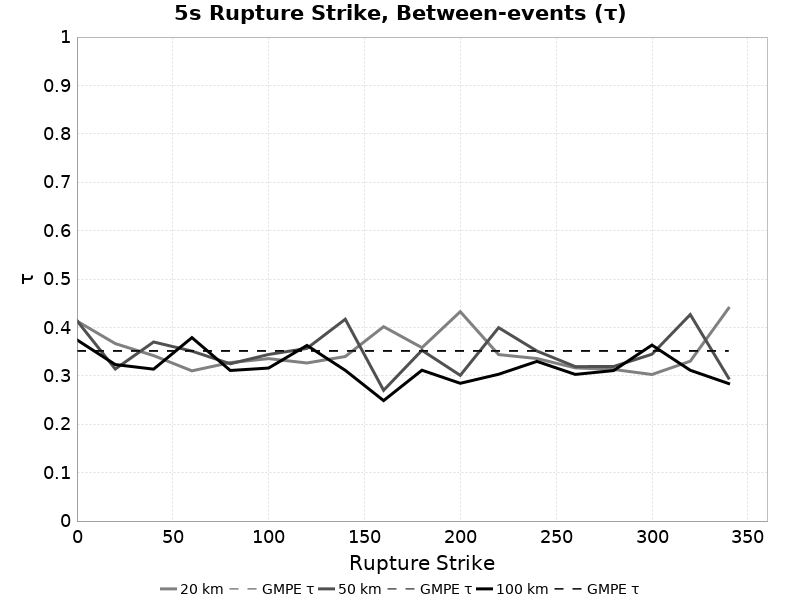 5s Rupture Strike, Between-events (τ)
1
0.9
0.8
0.7
0.6
0.5
0.4
0.3
0.2
0.1
0
τ
0 50 100 150 200 250 300 350
Rupture Strike
20 km GMPE τ 50 km GMPE τ 100 km GMPE τ